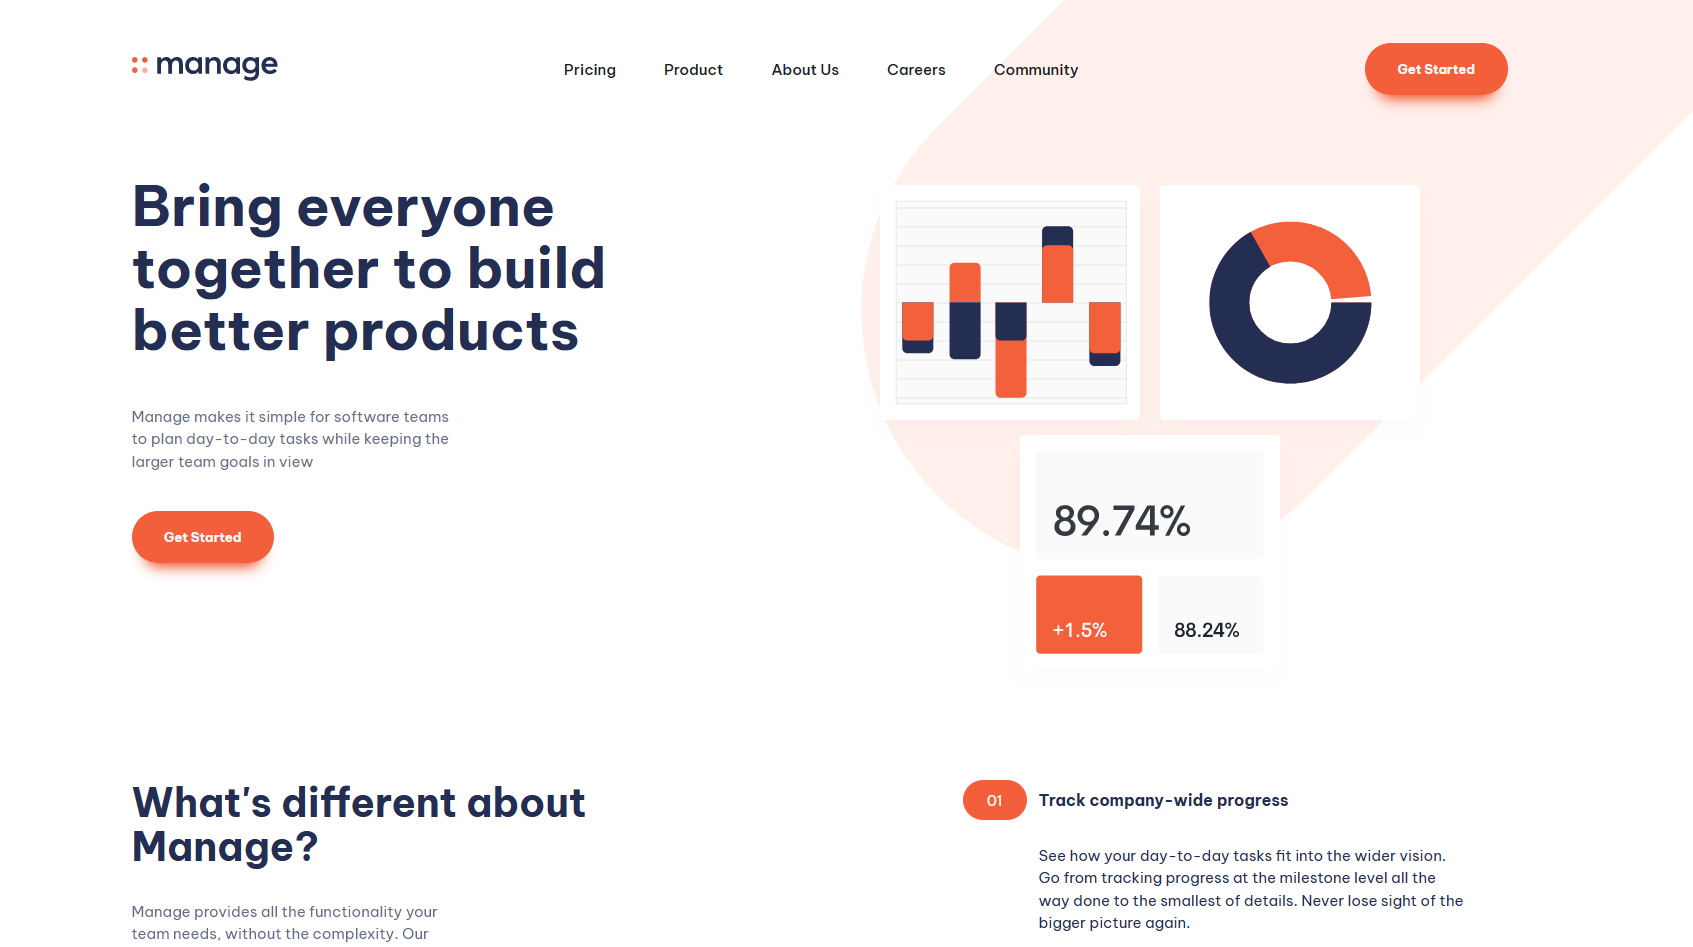 manage
Pricing
Product
About Us
Careers
Community
Get Started
Bring everyone
together to build
better products
Manage makes it simple for software teams
to plan day-to-day tasks while keeping the
larger team goals in view
Get Started
89.74%
+1.5%
88.24%
What's different about
Manage?
Manage provides all the functionality your
team needs, without the complexity. Our
01
Track company-wide progress
See how your day-to-day tasks fit into the wider vision.
Go from tracking progress at the milestone level all the
way done to the smallest of details. Never lose sight of the
bigger picture again.